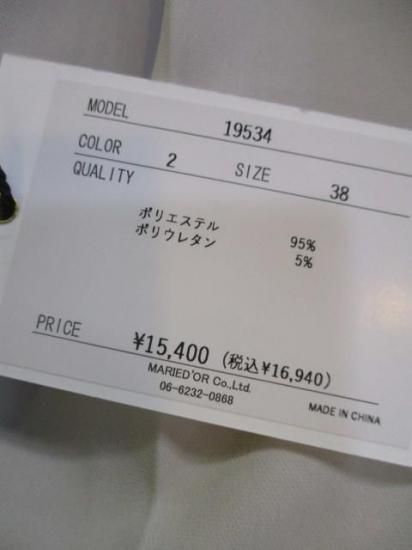 MODEL 19534
COLOR 2 SIZE 38
QUALITY
ポリエステル 95%
ポリウレタン 5%
PRICE ¥15,400 (税込¥16,940)
MARIED'OR Co.,Ltd.
06-6232-0868
MADE IN CHINA